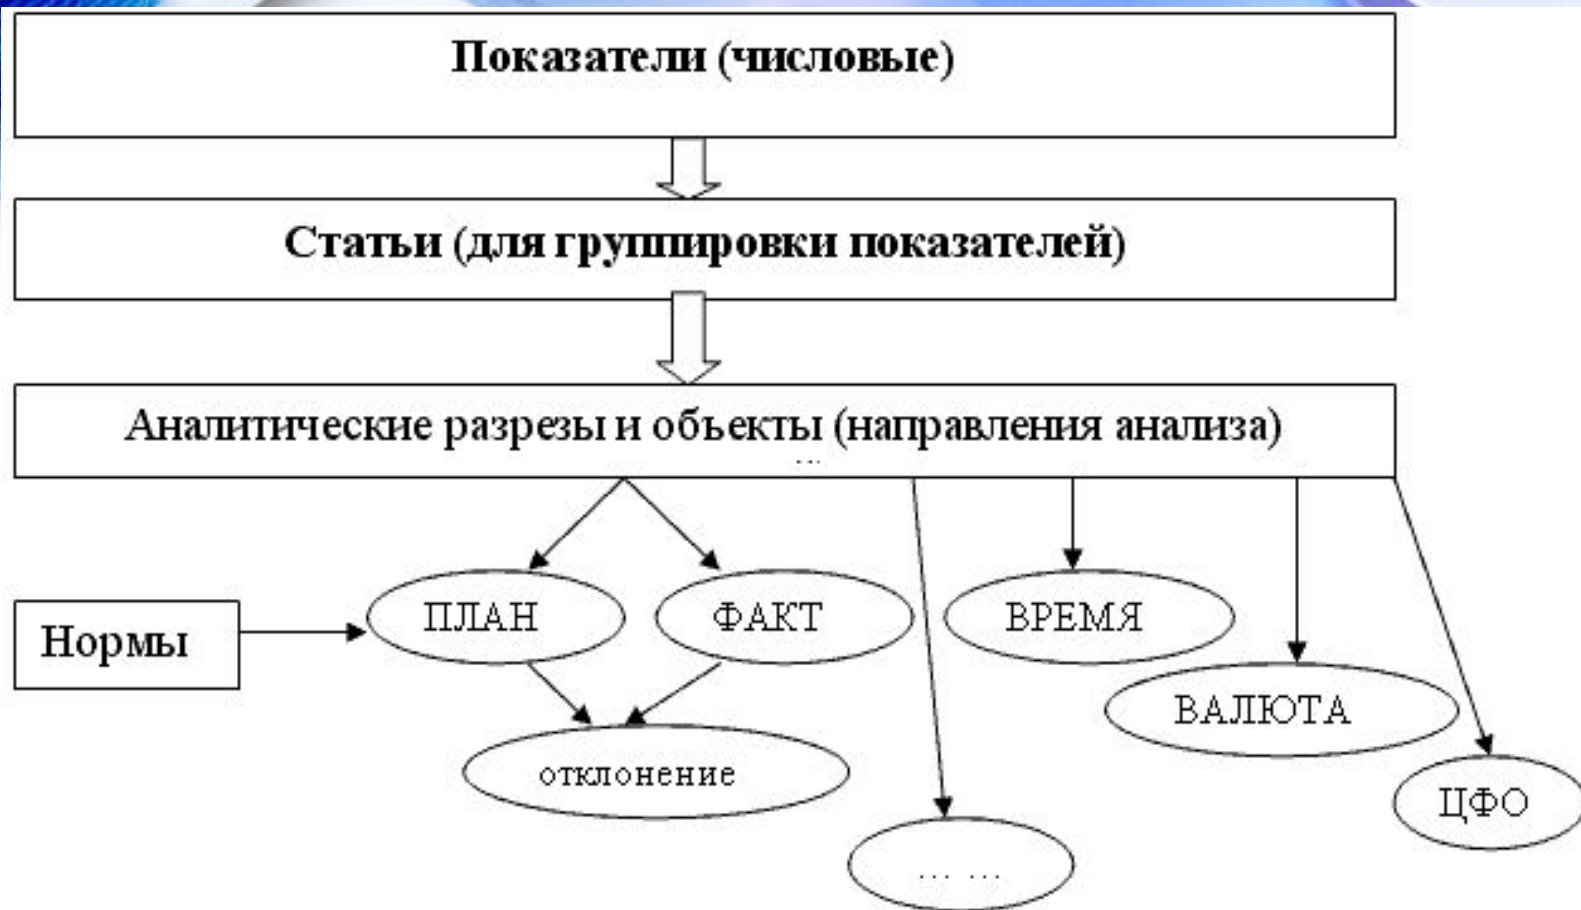 Показатели (числовые)
Статьи (для группировки показателей)
Аналитические разрезы и объекты (направления анализа)
...
Нормы
ПЛАН
ФАКТ
ВРЕМЯ
ВАЛЮТА
отклонение
ЦФО
... ...